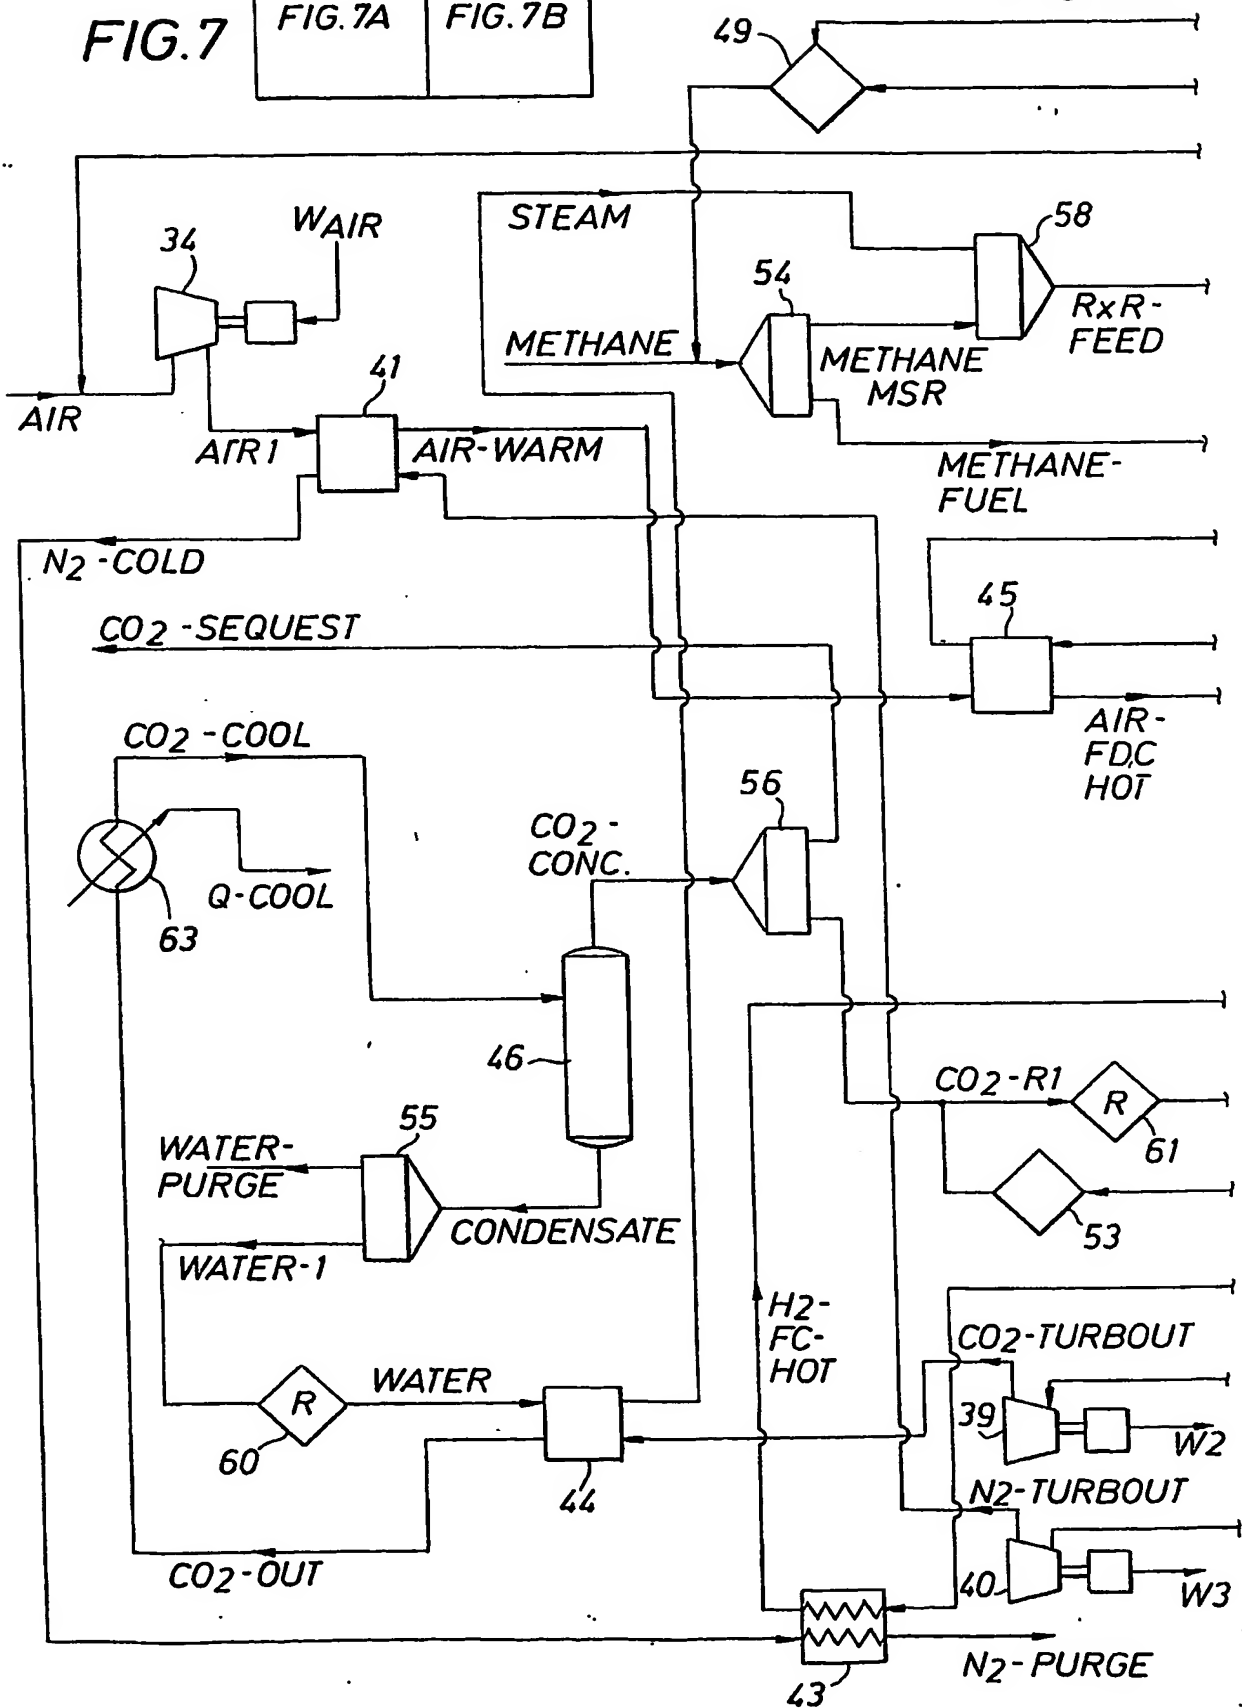 FIG.7
FIG.7A
FIG.7B
49
34
WAIR
STEAM
58
54
RxR-
FEED
METHANE
METHANE
MSR
41
AIR
AIR1
AIR-WARM
METHANE-
FUEL
N2-COLD
45
CO2-SEQUEST
CO2-COOL
AIR-
FD,C
HOT
56
CO2-
CONC.
Q-COOL
63
46
CO2-R1
R
61
55
WATER-
PURGE
CONDENSATE
53
WATER-1
H2-
FC-
HOT
CO2-TURBOUT
WATER
R
39
W2
60
44
N2-TURBOUT
CO2-OUT
40
W3
N2-PURGE
43